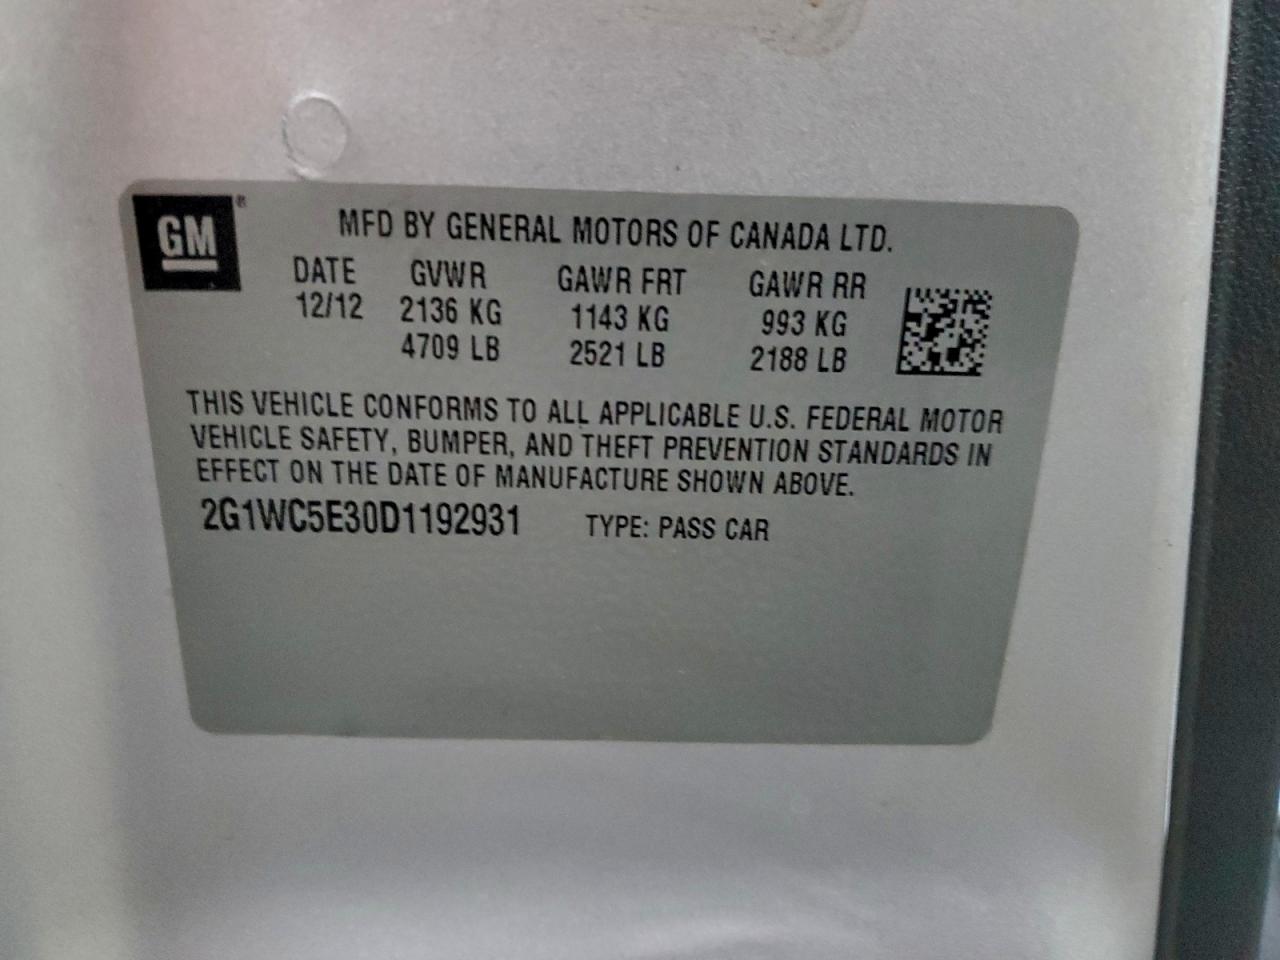 GM®
MFD BY GENERAL MOTORS OF CANADA LTD.
DATE GVWR GAWR FRT GAWR RR
12/12 2136 KG 1143 KG 993 KG
4709 LB 2521 LB 2188 LB
THIS VEHICLE CONFORMS TO ALL APPLICABLE U.S. FEDERAL MOTOR
VEHICLE SAFETY, BUMPER, AND THEFT PREVENTION STANDARDS IN
EFFECT ON THE DATE OF MANUFACTURE SHOWN ABOVE.
2G1WC5E30D1192931 TYPE: PASS CAR